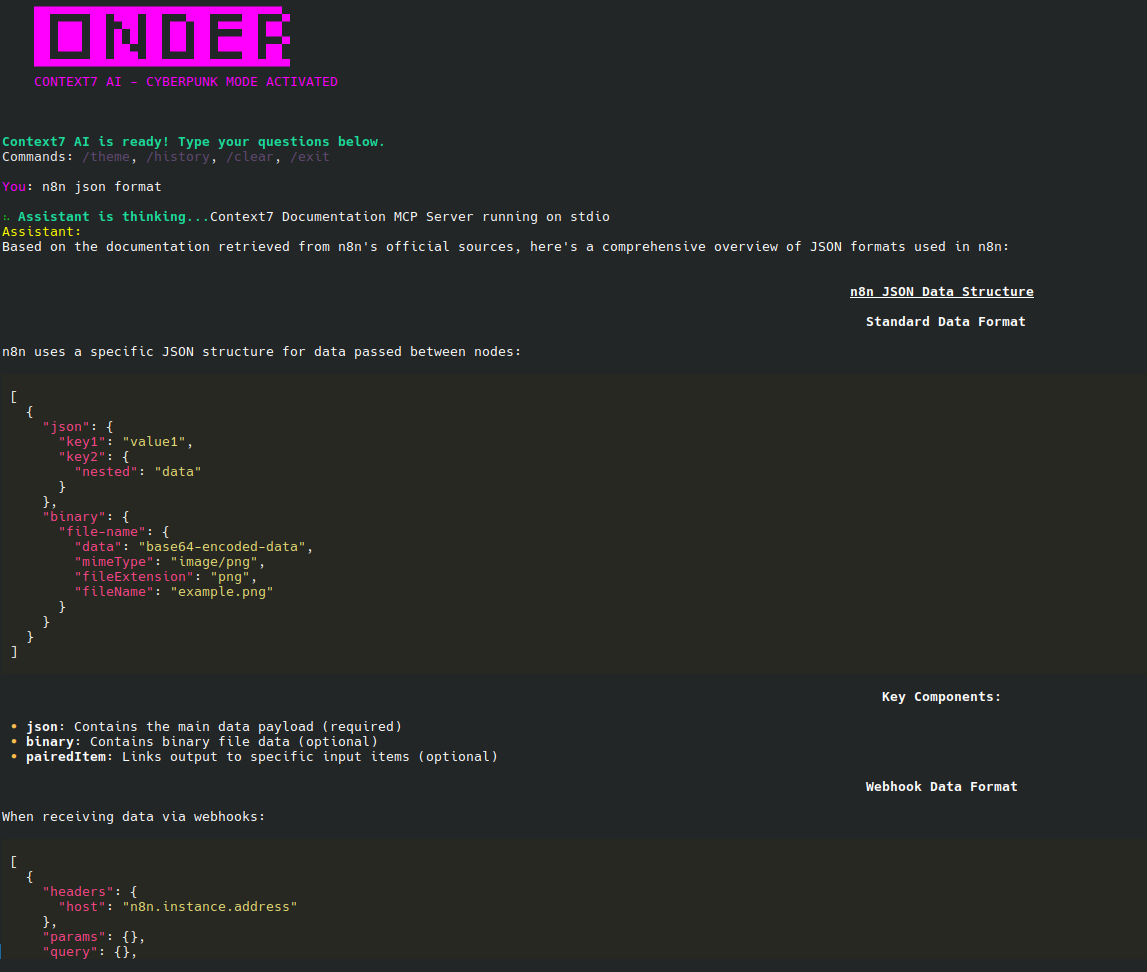 ONDER
CONTEXT7 AI - CYBERPUNK MODE ACTIVATED
Context7 AI is ready! Type your questions below.
Commands: /theme, /history, /clear, /exit
You: n8n json format
Assistant is thinking...Context7 Documentation MCP Server running on stdio
Assistant:
Based on the documentation retrieved from n8n's official sources, here's a comprehensive overview of JSON formats used in n8n:
n8n JSON Data Structure
Standard Data Format
n8n uses a specific JSON structure for data passed between nodes:
[
  {
    "json": {
      "key1": "value1",
      "key2": {
        "nested": "data"
      }
    },
    "binary": {
      "file-name": {
        "data": "base64-encoded-data",
        "mimeType": "image/png",
        "fileExtension": "png",
        "fileName": "example.png"
      }
    }
  }
]
Key Components:
• json: Contains the main data payload (required)
• binary: Contains binary file data (optional)
• pairedItem: Links output to specific input items (optional)
Webhook Data Format
When receiving data via webhooks:
[
  {
    "headers": {
      "host": "n8n.instance.address"
    },
    "params": {},
    "query": {},